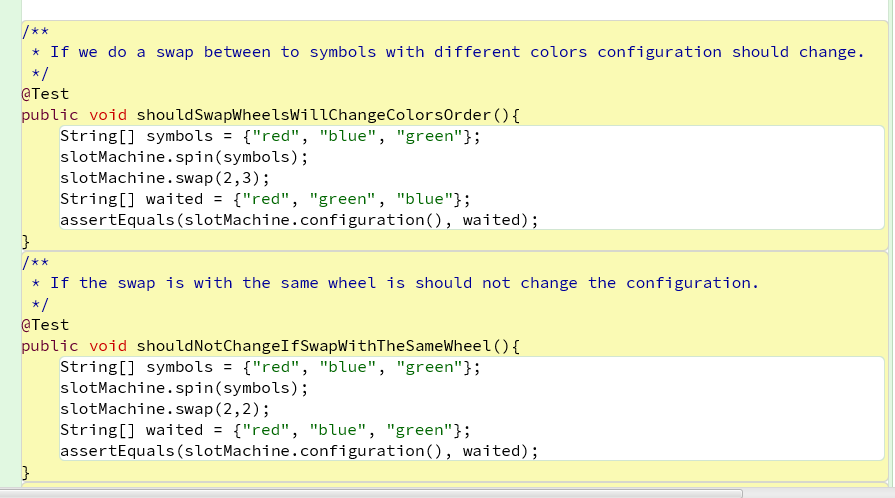 /**
 * If we do a swap between to symbols with different colors configuration should change.
 */
@Test
public void shouldSwapWheelsWillChangeColorsOrder(){
    String[] symbols = {"red", "blue", "green"};
    slotMachine.spin(symbols);
    slotMachine.swap(2,3);
    String[] waited = {"red", "green", "blue"};
    assertEquals(slotMachine.configuration(), waited);
}
/**
 * If the swap is with the same wheel is should not change the configuration.
 */
@Test
public void shouldNotChangeIfSwapWithTheSameWheel(){
    String[] symbols = {"red", "blue", "green"};
    slotMachine.spin(symbols);
    slotMachine.swap(2,2);
    String[] waited = {"red", "blue", "green"};
    assertEquals(slotMachine.configuration(), waited);
}